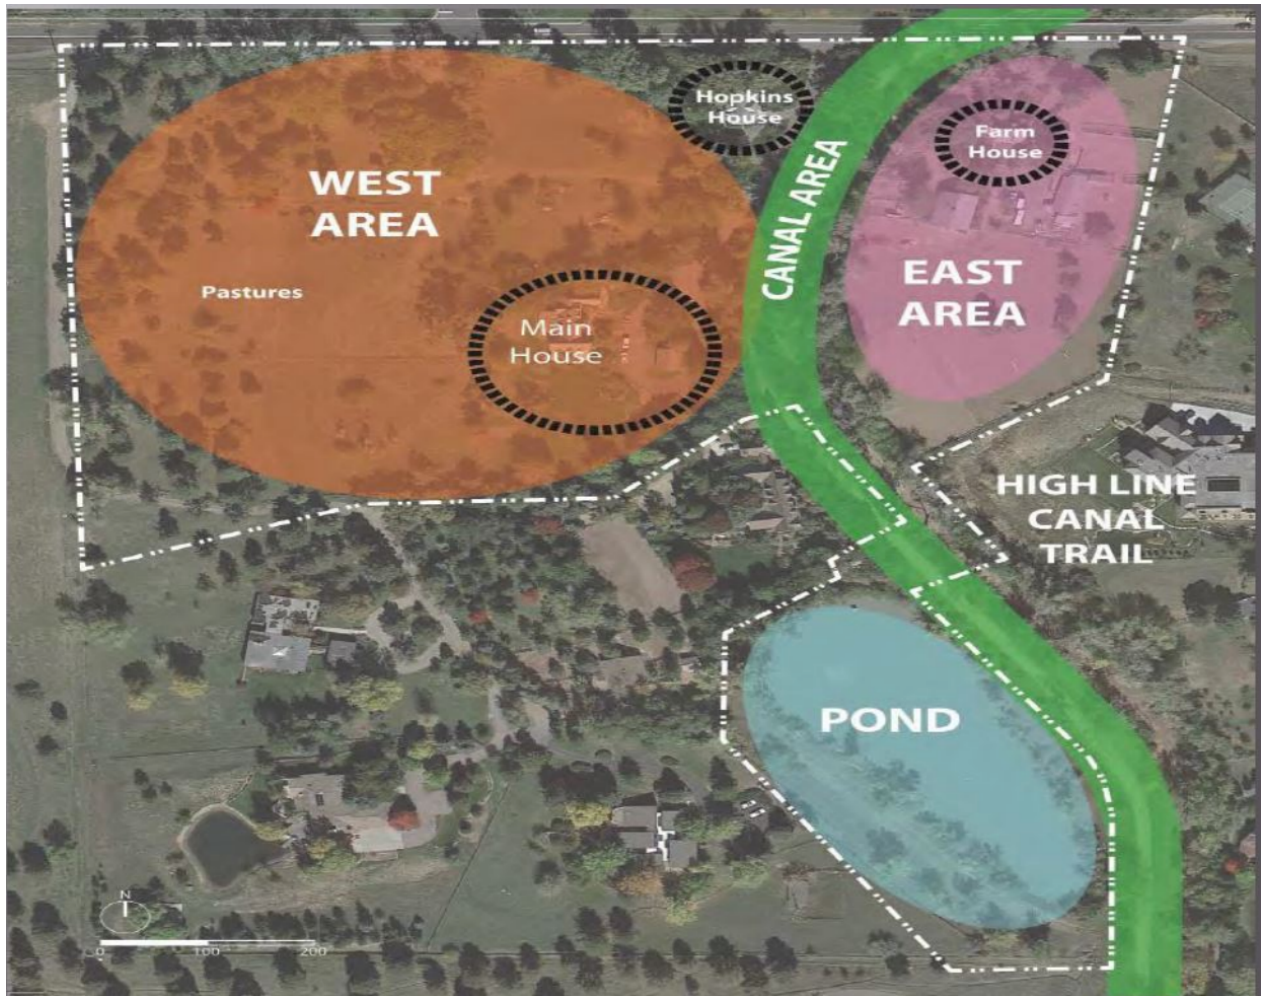 Hopkins
House
Farm
House
WEST
AREA
CANAL AREA
EAST
AREA
Pastures
Main
House
HIGH LINE
CANAL
TRAIL
POND
N
0 100 200